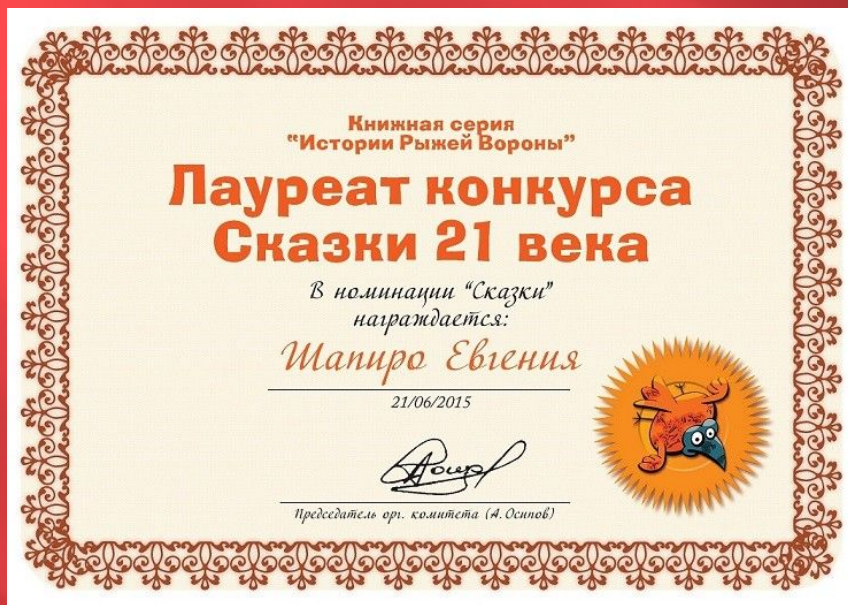 Книжная серия
"Истории Рыжей Вороны"
Лауреат конкурса
Сказки 21 века
В номинации "Сказки"
награждается:
Шапиро Евгения
21/06/2015
Председатель орг. комитета (А.Осипов)